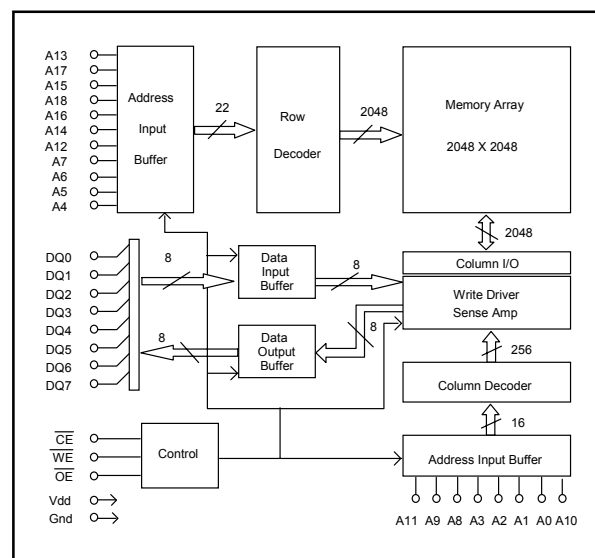 A13
A17
A15
A18
A16
A14
A12
A7
A6
A5
A4
Address
Input
Buffer
22
Row
Decoder
2048
Memory Array
2048 X 2048
2048
DQ0
DQ1
DQ2
DQ3
DQ4
DQ5
DQ6
DQ7
8
Data
Input
Buffer
8
Column I/O
Write Driver
Sense Amp
8
Data
Output
Buffer
8
256
Column Decoder
16
CE
WE
OE
Control
Address Input Buffer
Vdd
Gnd
A11 A9 A8 A3 A2 A1 A0 A10